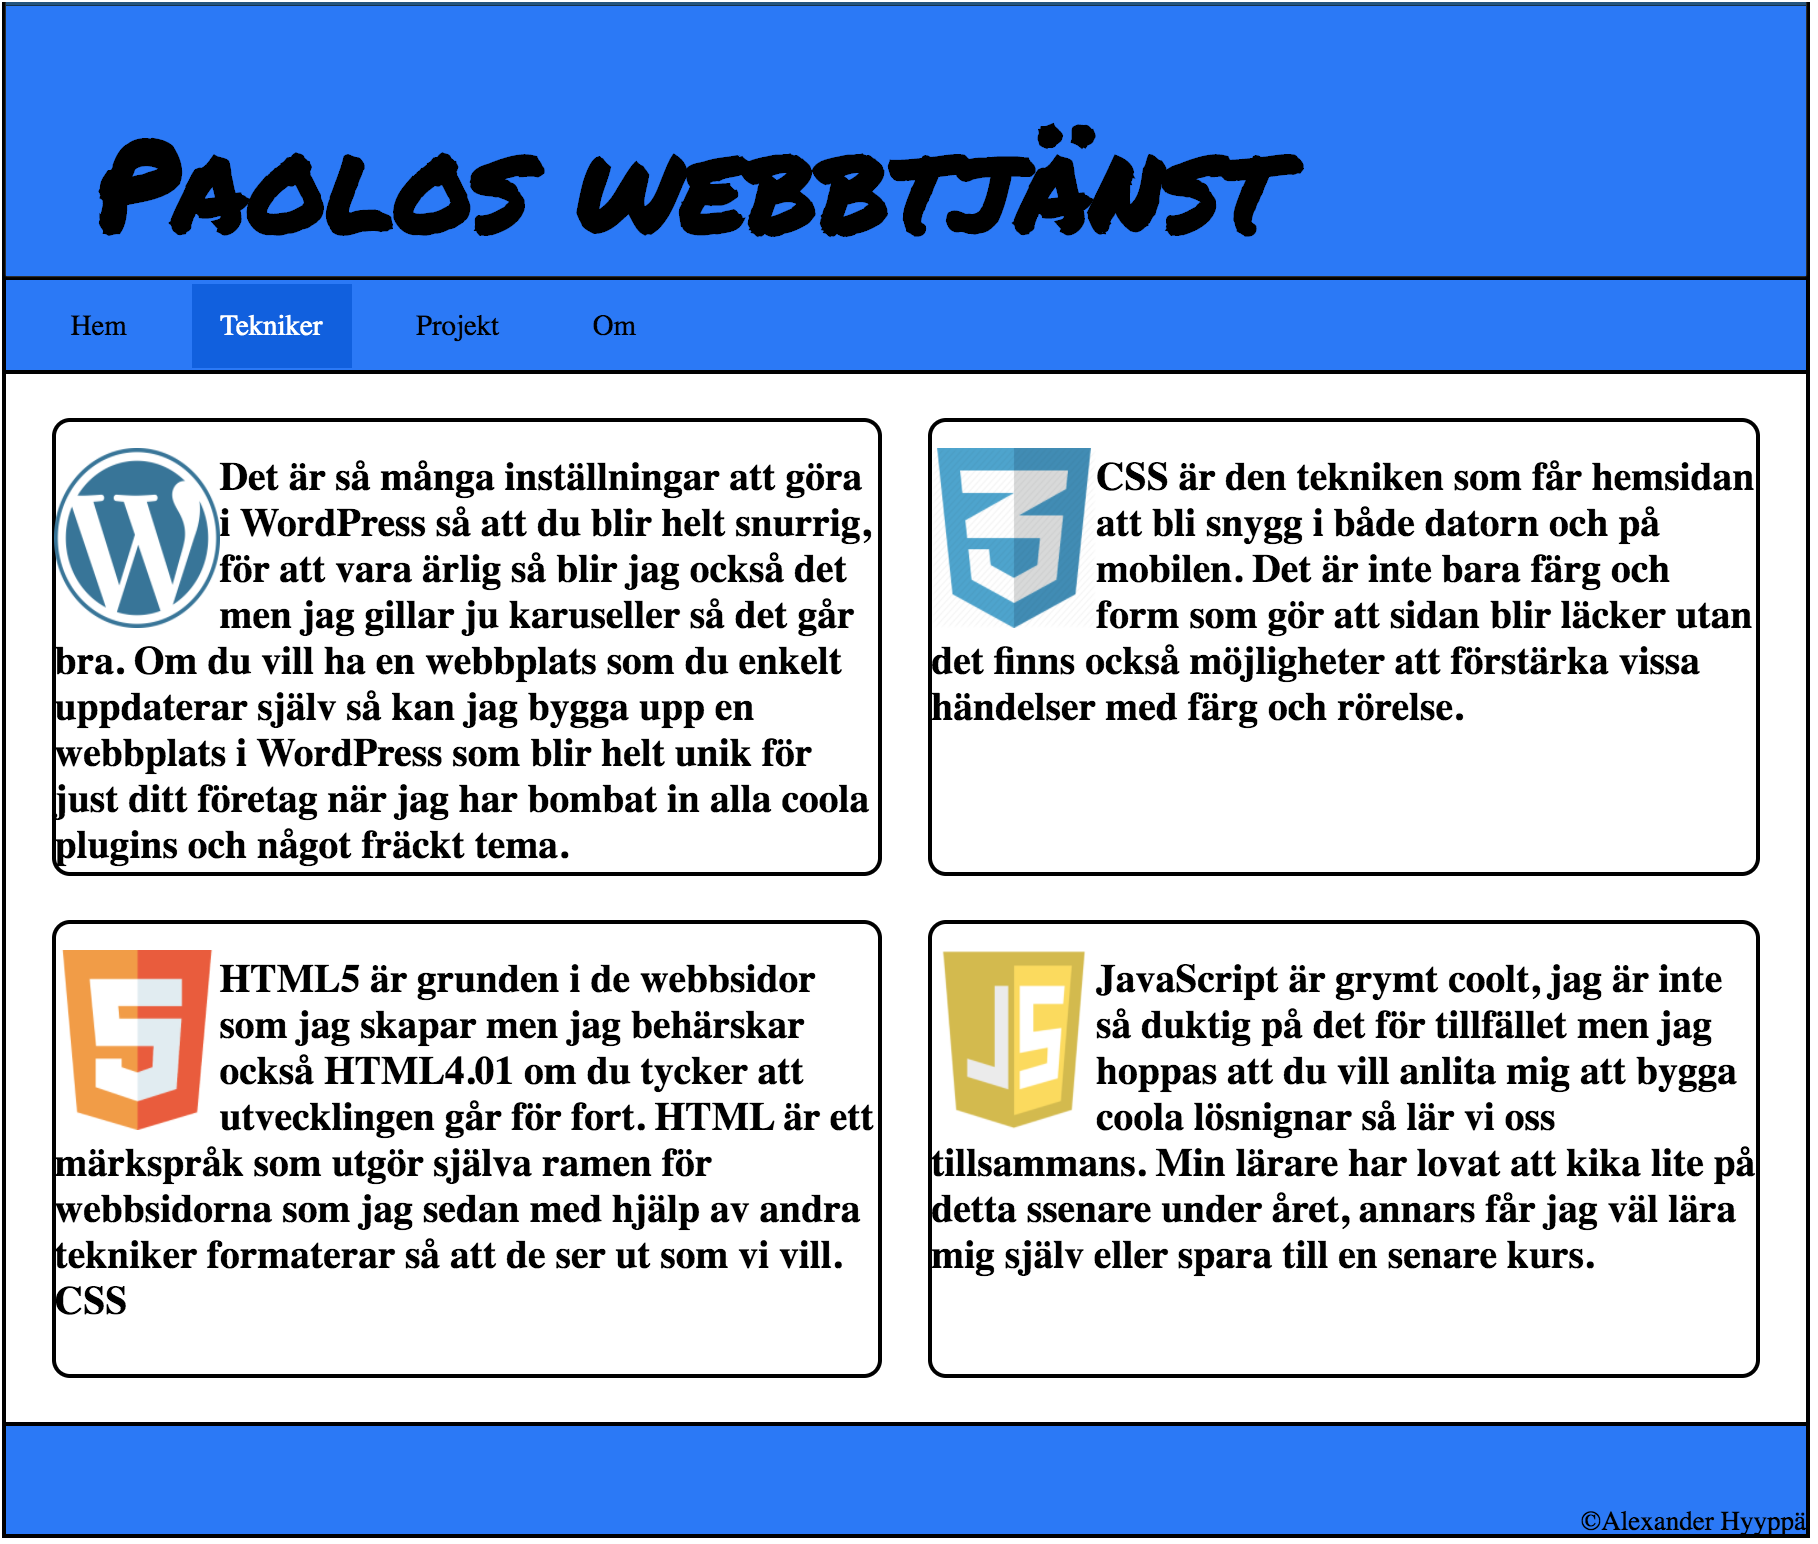 Paolos webbtjänst
Hem Tekniker Projekt Om
Det är så många inställningar att göra
i WordPress så att du blir helt snurrig,
för att vara ärlig så blir jag också det
men jag gillar ju karuseller så det går
bra. Om du vill ha en webbplats som du enkelt
uppdaterar själv så kan jag bygga upp en
webbplats i WordPress som blir helt unik för
just ditt företag när jag har bombat in alla coola
plugins och något fräckt tema.
CSS är den tekniken som får hemsidan
att bli snygg i både datorn och på
mobilen. Det är inte bara färg och
form som gör att sidan blir läcker utan
det finns också möjligheter att förstärka vissa
händelser med färg och rörelse.
HTML5 är grunden i de webbsidor
som jag skapar men jag behärskar
också HTML4.01 om du tycker att
utvecklingen går för fort. HTML är ett
märkspråk som utgör själva ramen för
webbsidorna som jag sedan med hjälp av andra
tekniker formaterar så att de ser ut som vi vill.
CSS
JavaScript är grymt coolt, jag är inte
så duktig på det för tillfället men jag
hoppas att du vill anlita mig att bygga
coola lösnignar så lär vi oss
tillsammans. Min lärare har lovat att kika lite på
detta ssenare under året, annars får jag väl lära
mig själv eller spara till en senare kurs.
©Alexander Hyyppä